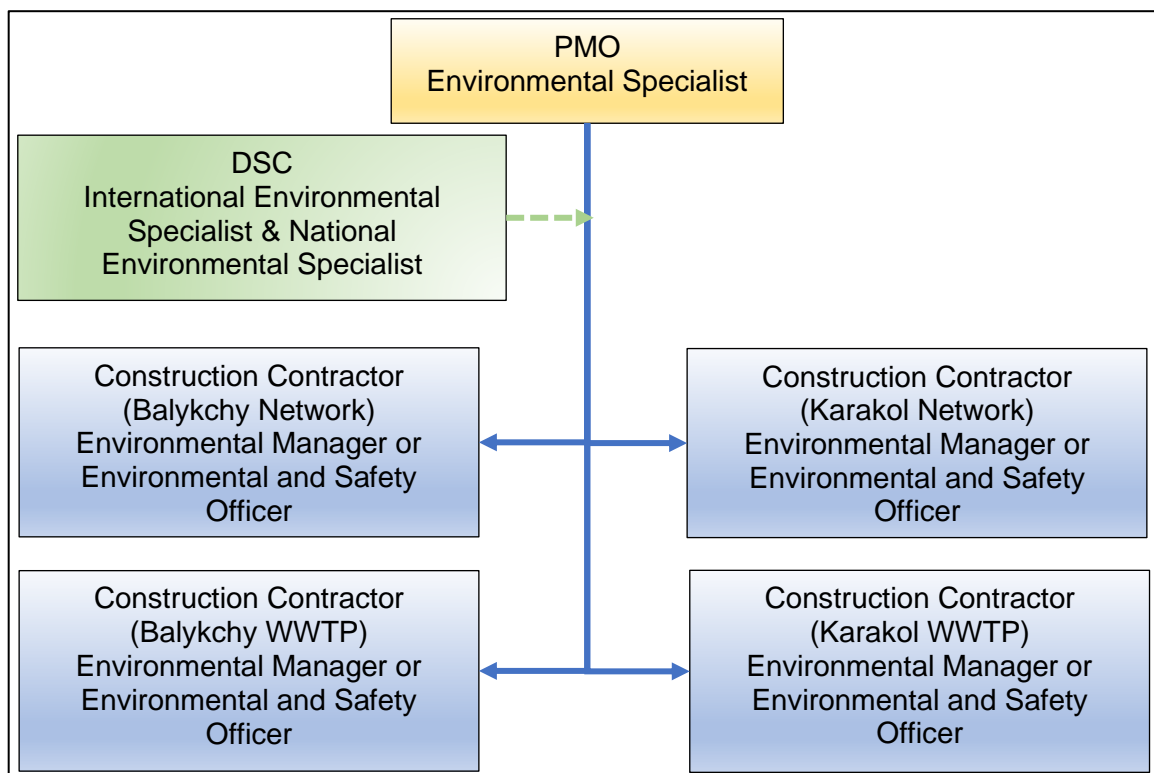 PMO
Environmental Specialist
DSC
International Environmental
Specialist & National
Environmental Specialist
Construction Contractor
(Balykchy Network)
Environmental Manager or
Environmental and Safety
Officer
Construction Contractor
(Karakol Network)
Environmental Manager or
Environmental and Safety
Officer
Construction Contractor
(Balykchy WWTP)
Environmental Manager or
Environmental and Safety
Officer
Construction Contractor
(Karakol WWTP)
Environmental Manager or
Environmental and Safety
Officer